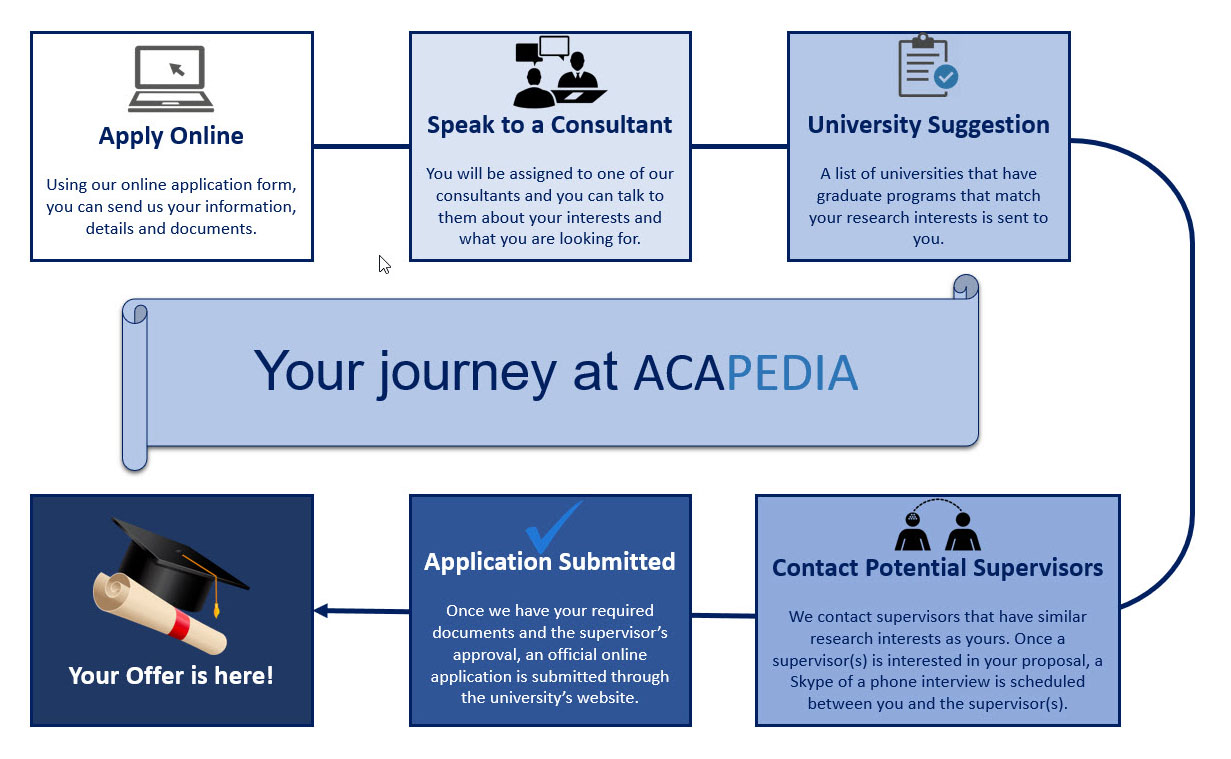 Apply Online
Using our online application form,
you can send us your information,
details and documents.
Speak to a Consultant
You will be assigned to one of our
consultants and you can talk to
them about your interests and
what you are looking for.
University Suggestion
A list of universities that have
graduate programs that match
your research interests is sent to
you.
Your journey at ACAPEDIA
Contact Potential Supervisors
We contact supervisors that have similar
research interests as yours. Once a
supervisor(s) is interested in your proposal, a
Skype of a phone interview is scheduled
between you and the supervisor(s).
Application Submitted
Once we have your required
documents and the supervisor’s
approval, an official online
application is submitted through
the university’s website.
Your Offer is here!